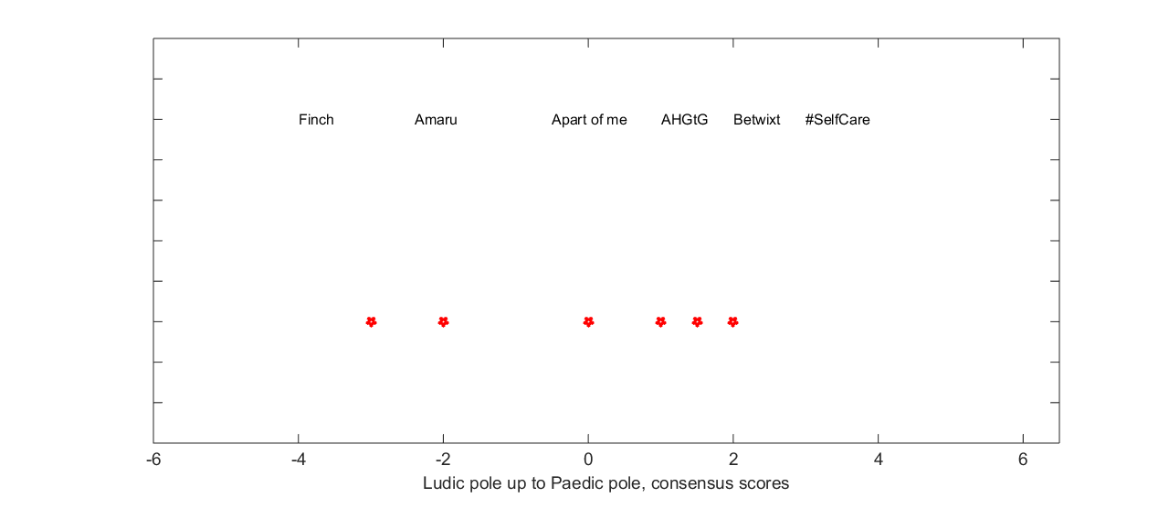 Finch Amaru Apart of me AHGtG Betwixt #SelfCare
-6 -4 -2 0 2 4 6
Ludic pole up to Paedic pole, consensus scores